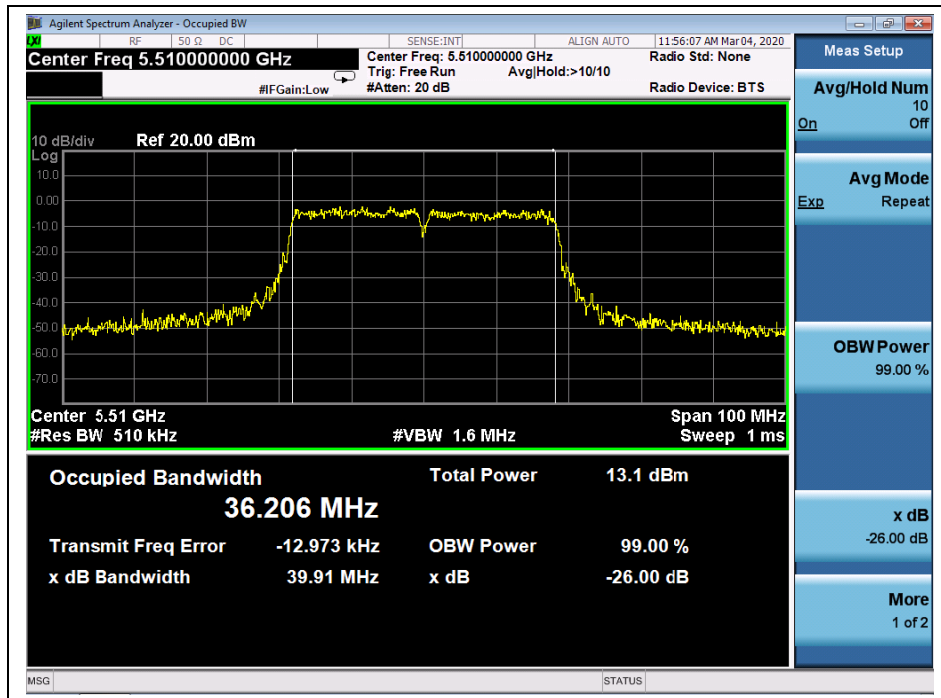 Agilent Spectrum Analyzer - Occupied BW
LXI RF 50 Ω DC SENSE:INT ALIGN AUTO 11:56:07 AM Mar 04, 2020
Center Freq 5.510000000 GHz
Center Freq: 5.510000000 GHz
Radio Std: None
Trig: Free Run Avg|Hold:>10/10
#IFGain:Low
#Atten: 20 dB
Radio Device: BTS
10 dB/div Ref 20.00 dBm
Log
10.0
0.00
-10.0
-20.0
-30.0
-40.0
-50.0
-60.0
-70.0
Center 5.51 GHz
Span 100 MHz
#Res BW 510 kHz
#VBW 1.6 MHz
Sweep 1 ms
Occupied Bandwidth
Total Power 13.1 dBm
36.206 MHz
Transmit Freq Error -12.973 kHz
OBW Power 99.00 %
x dB Bandwidth 39.91 MHz
x dB -26.00 dB
MSG
STATUS
Meas Setup
Avg/Hold Num
10
On Off
Avg Mode
Exp Repeat
OBW Power
99.00 %
x dB
-26.00 dB
More
1 of 2